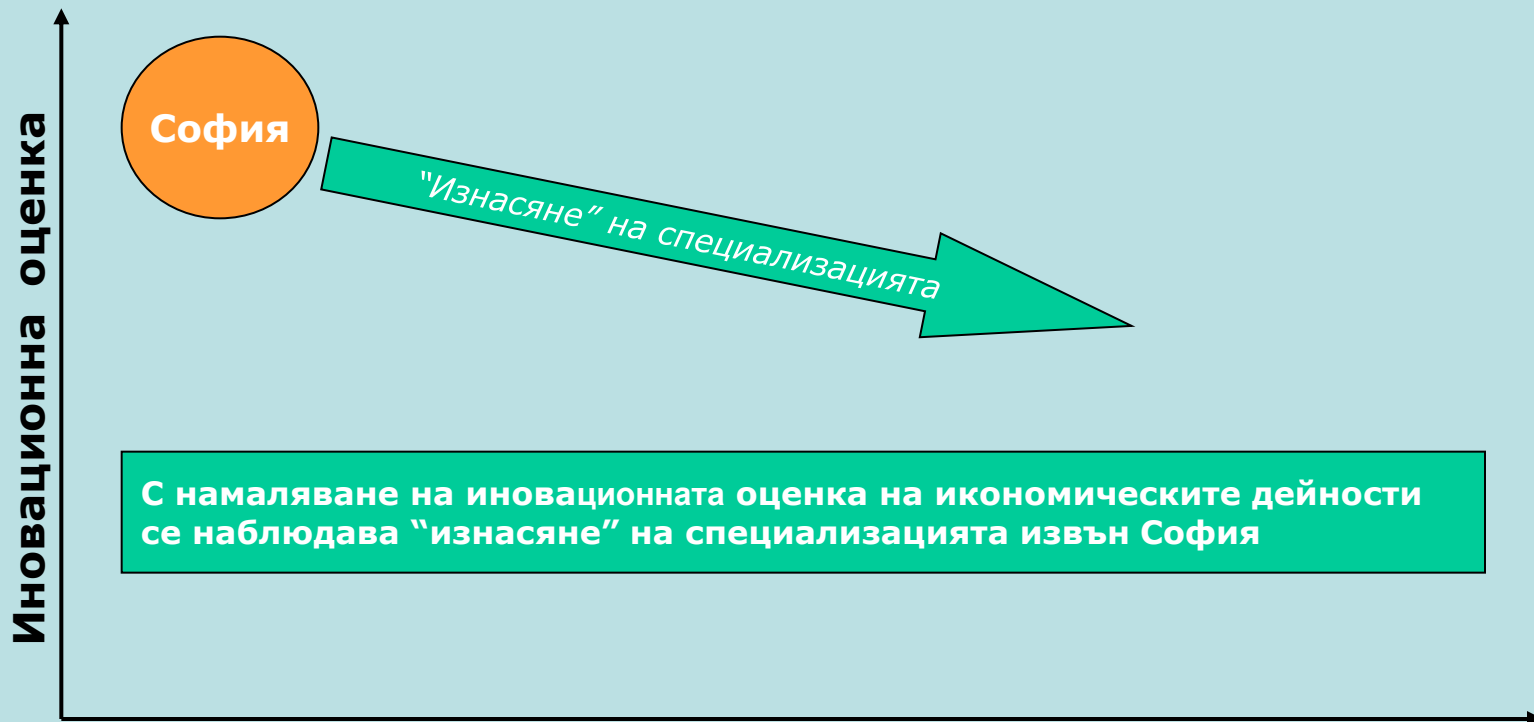 София
“Изнасяне” на специализацията
Иновационна оценка
С намаляване на иновационната оценка на икономическите дейности
се наблюдава “изнасяне” на специализацията извън София